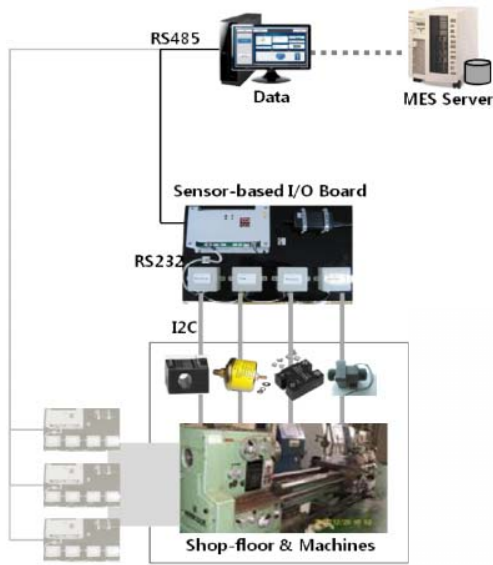 RS485
Data
MES Server
Sensor-based I/O Board
RS232
I2C
Shop-floor & Machines